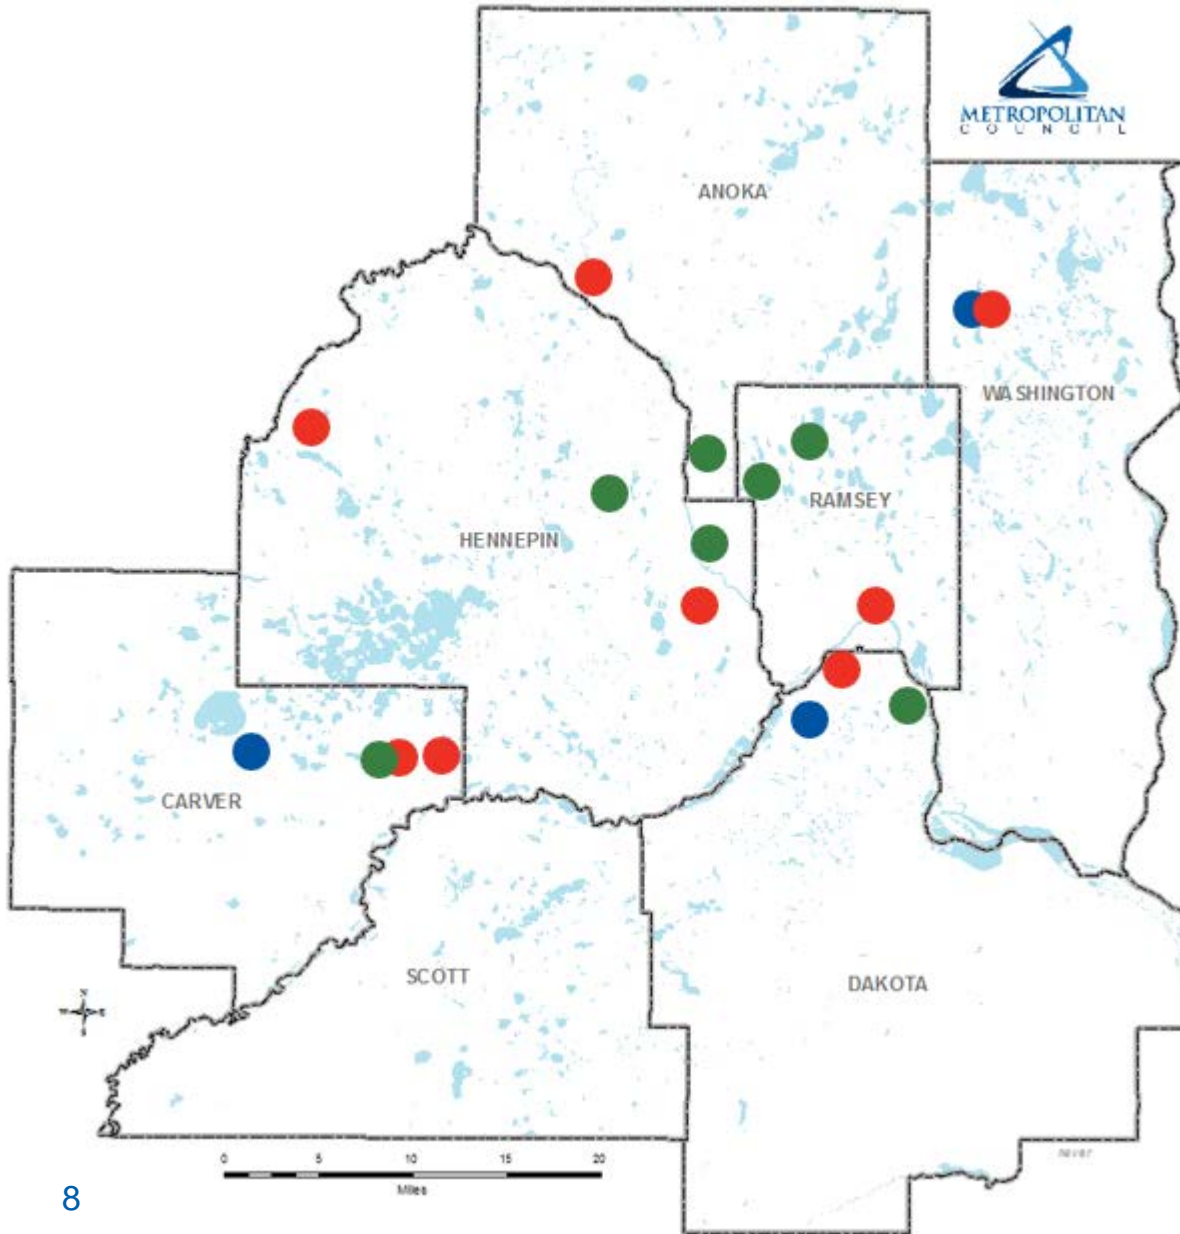 METROPOLITAN
COUNCIL
ANOKA
WASHINGTON
RAMSEY
HENNEPIN
CARVER
SCOTT
DAKOTA
N
W E
S
0 5 10 15 20
Miles
8